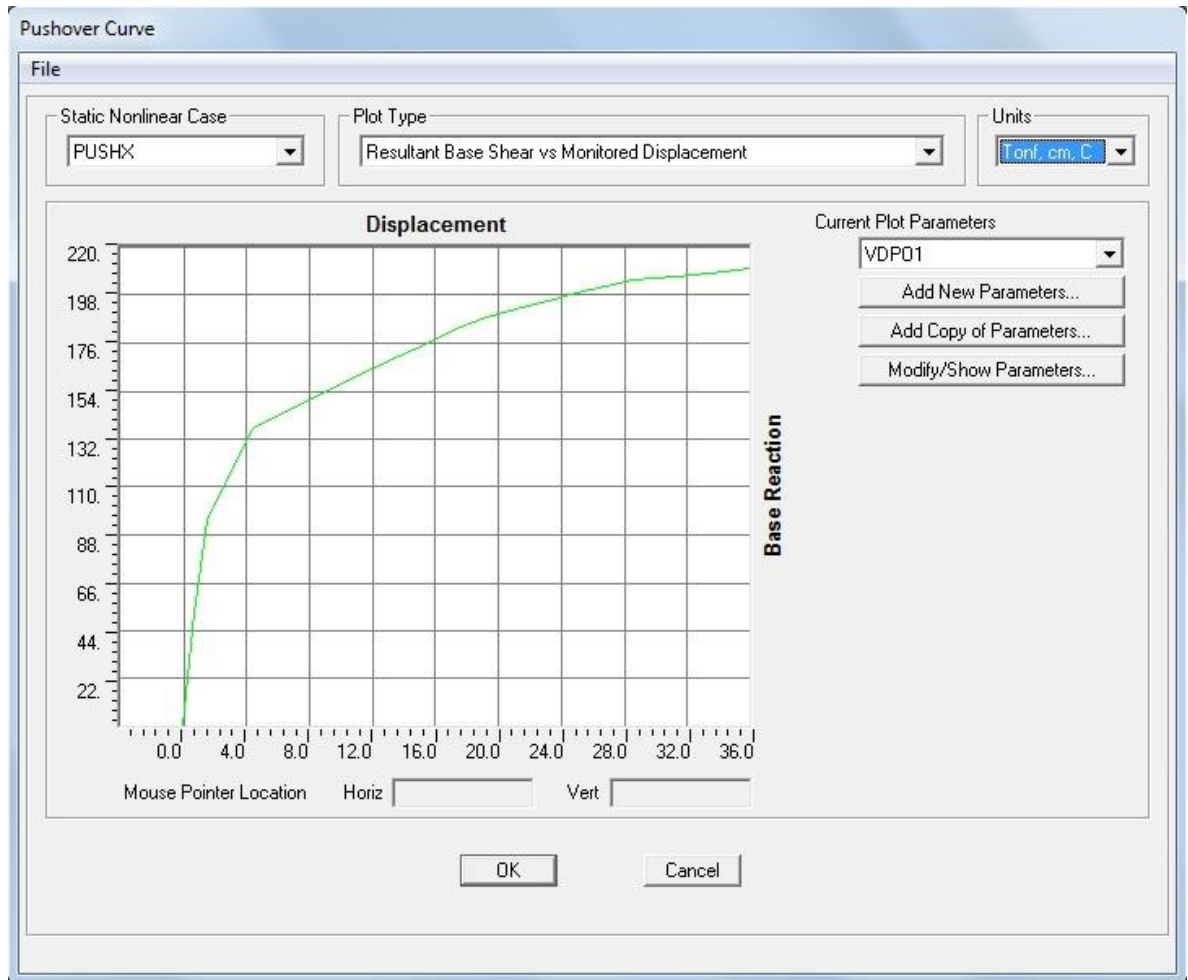 Pushover Curve
File
Static Nonlinear Case
Plot Type
Units
PUSHX
Resultant Base Shear vs Monitored Displacement
Tonf, cm, C
Displacement
Current Plot Parameters
VDPO1
Add New Parameters...
Add Copy of Parameters...
Modify/Show Parameters...
220.
198.
176.
154.
132.
110.
88.
66.
44.
22.
Base Reaction
0.0 4.0 8.0 12.0 16.0 20.0 24.0 28.0 32.0 36.0
Mouse Pointer Location Horiz Vert
OK Cancel